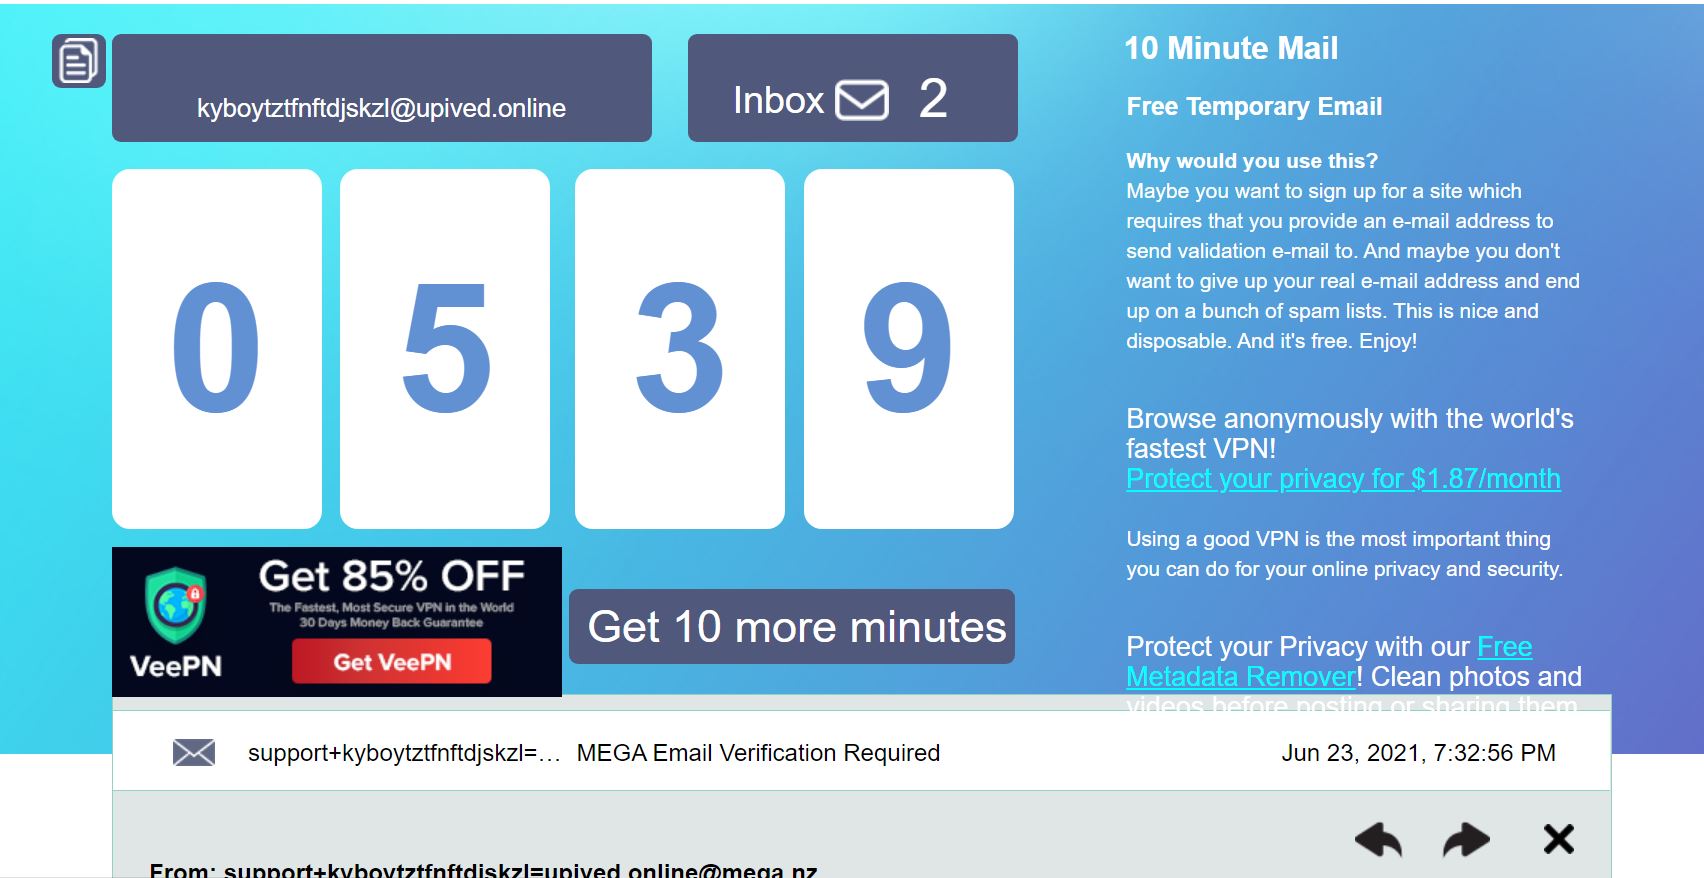 kyboytztfnftdjskzl@upived.online
Inbox 2
0 5 3 9
Get 85% OFF
The Fastest, Most Secure VPN in the World
30 Days Money Back Guarantee
VeePN
Get VeePN
Get 10 more minutes
10 Minute Mail
Free Temporary Email
Why would you use this?
Maybe you want to sign up for a site which
requires that you provide an e-mail address to
send validation e-mail to. And maybe you don't
want to give up your real e-mail address and end
up on a bunch of spam lists. This is nice and
disposable. And it's free. Enjoy!
Browse anonymously with the world's
fastest VPN!
Protect your privacy for $1.87/month
Using a good VPN is the most important thing
you can do for your online privacy and security.
Protect your Privacy with our Free
Metadata Remover! Clean photos and
videos before posting or sharing them
support+kyboytztfnftdjskzl=… MEGA Email Verification Required Jun 23, 2021, 7:32:56 PM
From: support+kyboytztfnftdjskzl=upived.online@mega.nz